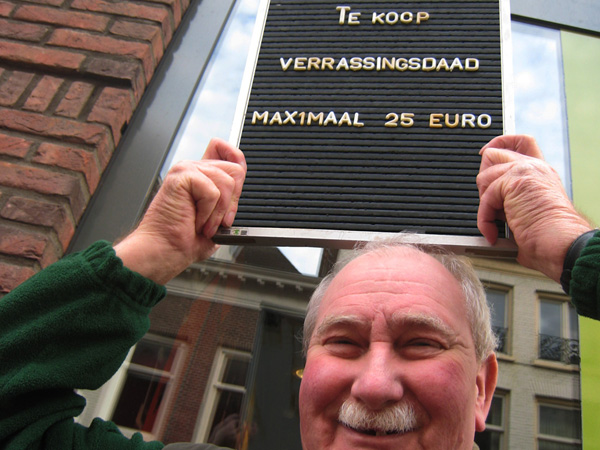 Te koop
VERRASSINGSDAAD
MAX1MAAL 25 EURO